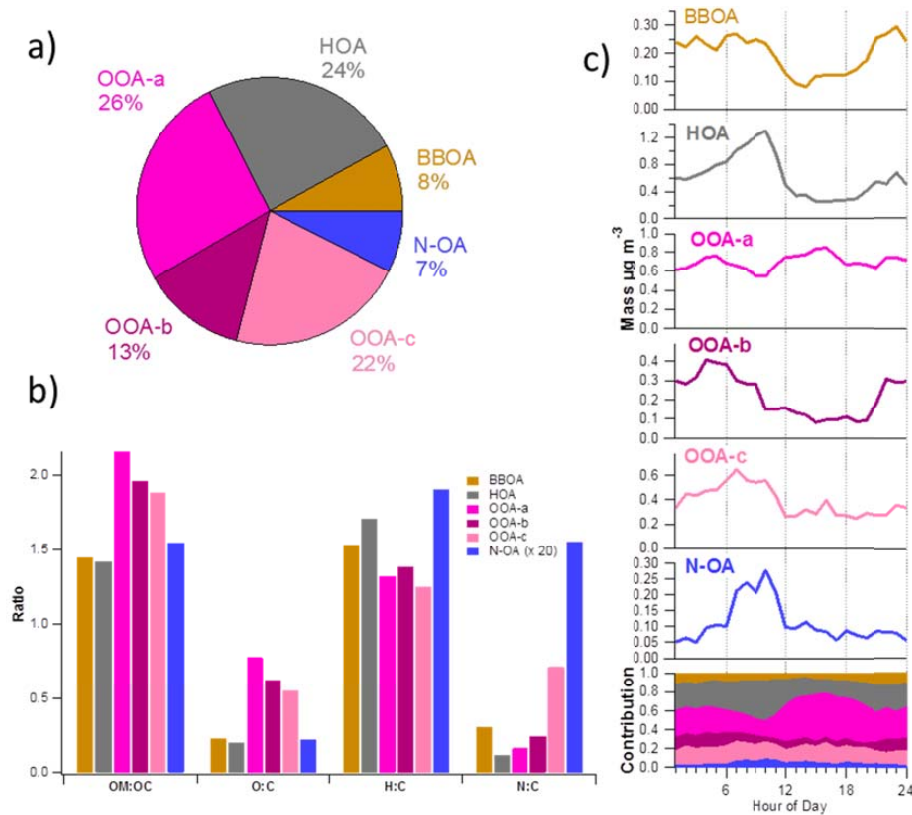 a)
HOA
24%
OOA-a
26%
BBOA
8%
N-OA
7%
OOA-b
13%
OOA-c
22%
b)
2.0
1.5
1.0
0.5
0.0
Ratio
BBOA
HOA
OOA-a
OOA-b
OOA-c
N-OA (x 20)
OM:OC
O:C
H:C
N:C
c)
BBOA
0.30
0.20
0.10
0.00
HOA
1.2
0.8
0.4
0.0
OOA-a
1.0
0.8
0.6
0.4
0.2
0.0
Mass µg m⁻³
OOA-b
0.4
0.3
0.2
0.1
0.0
OOA-c
0.6
0.4
0.2
0.0
N-OA
0.30
0.25
0.20
0.15
0.10
0.05
0.00
1.0
0.8
0.6
0.4
0.2
0.0
Contribution
6
12
18
24
Hour of Day